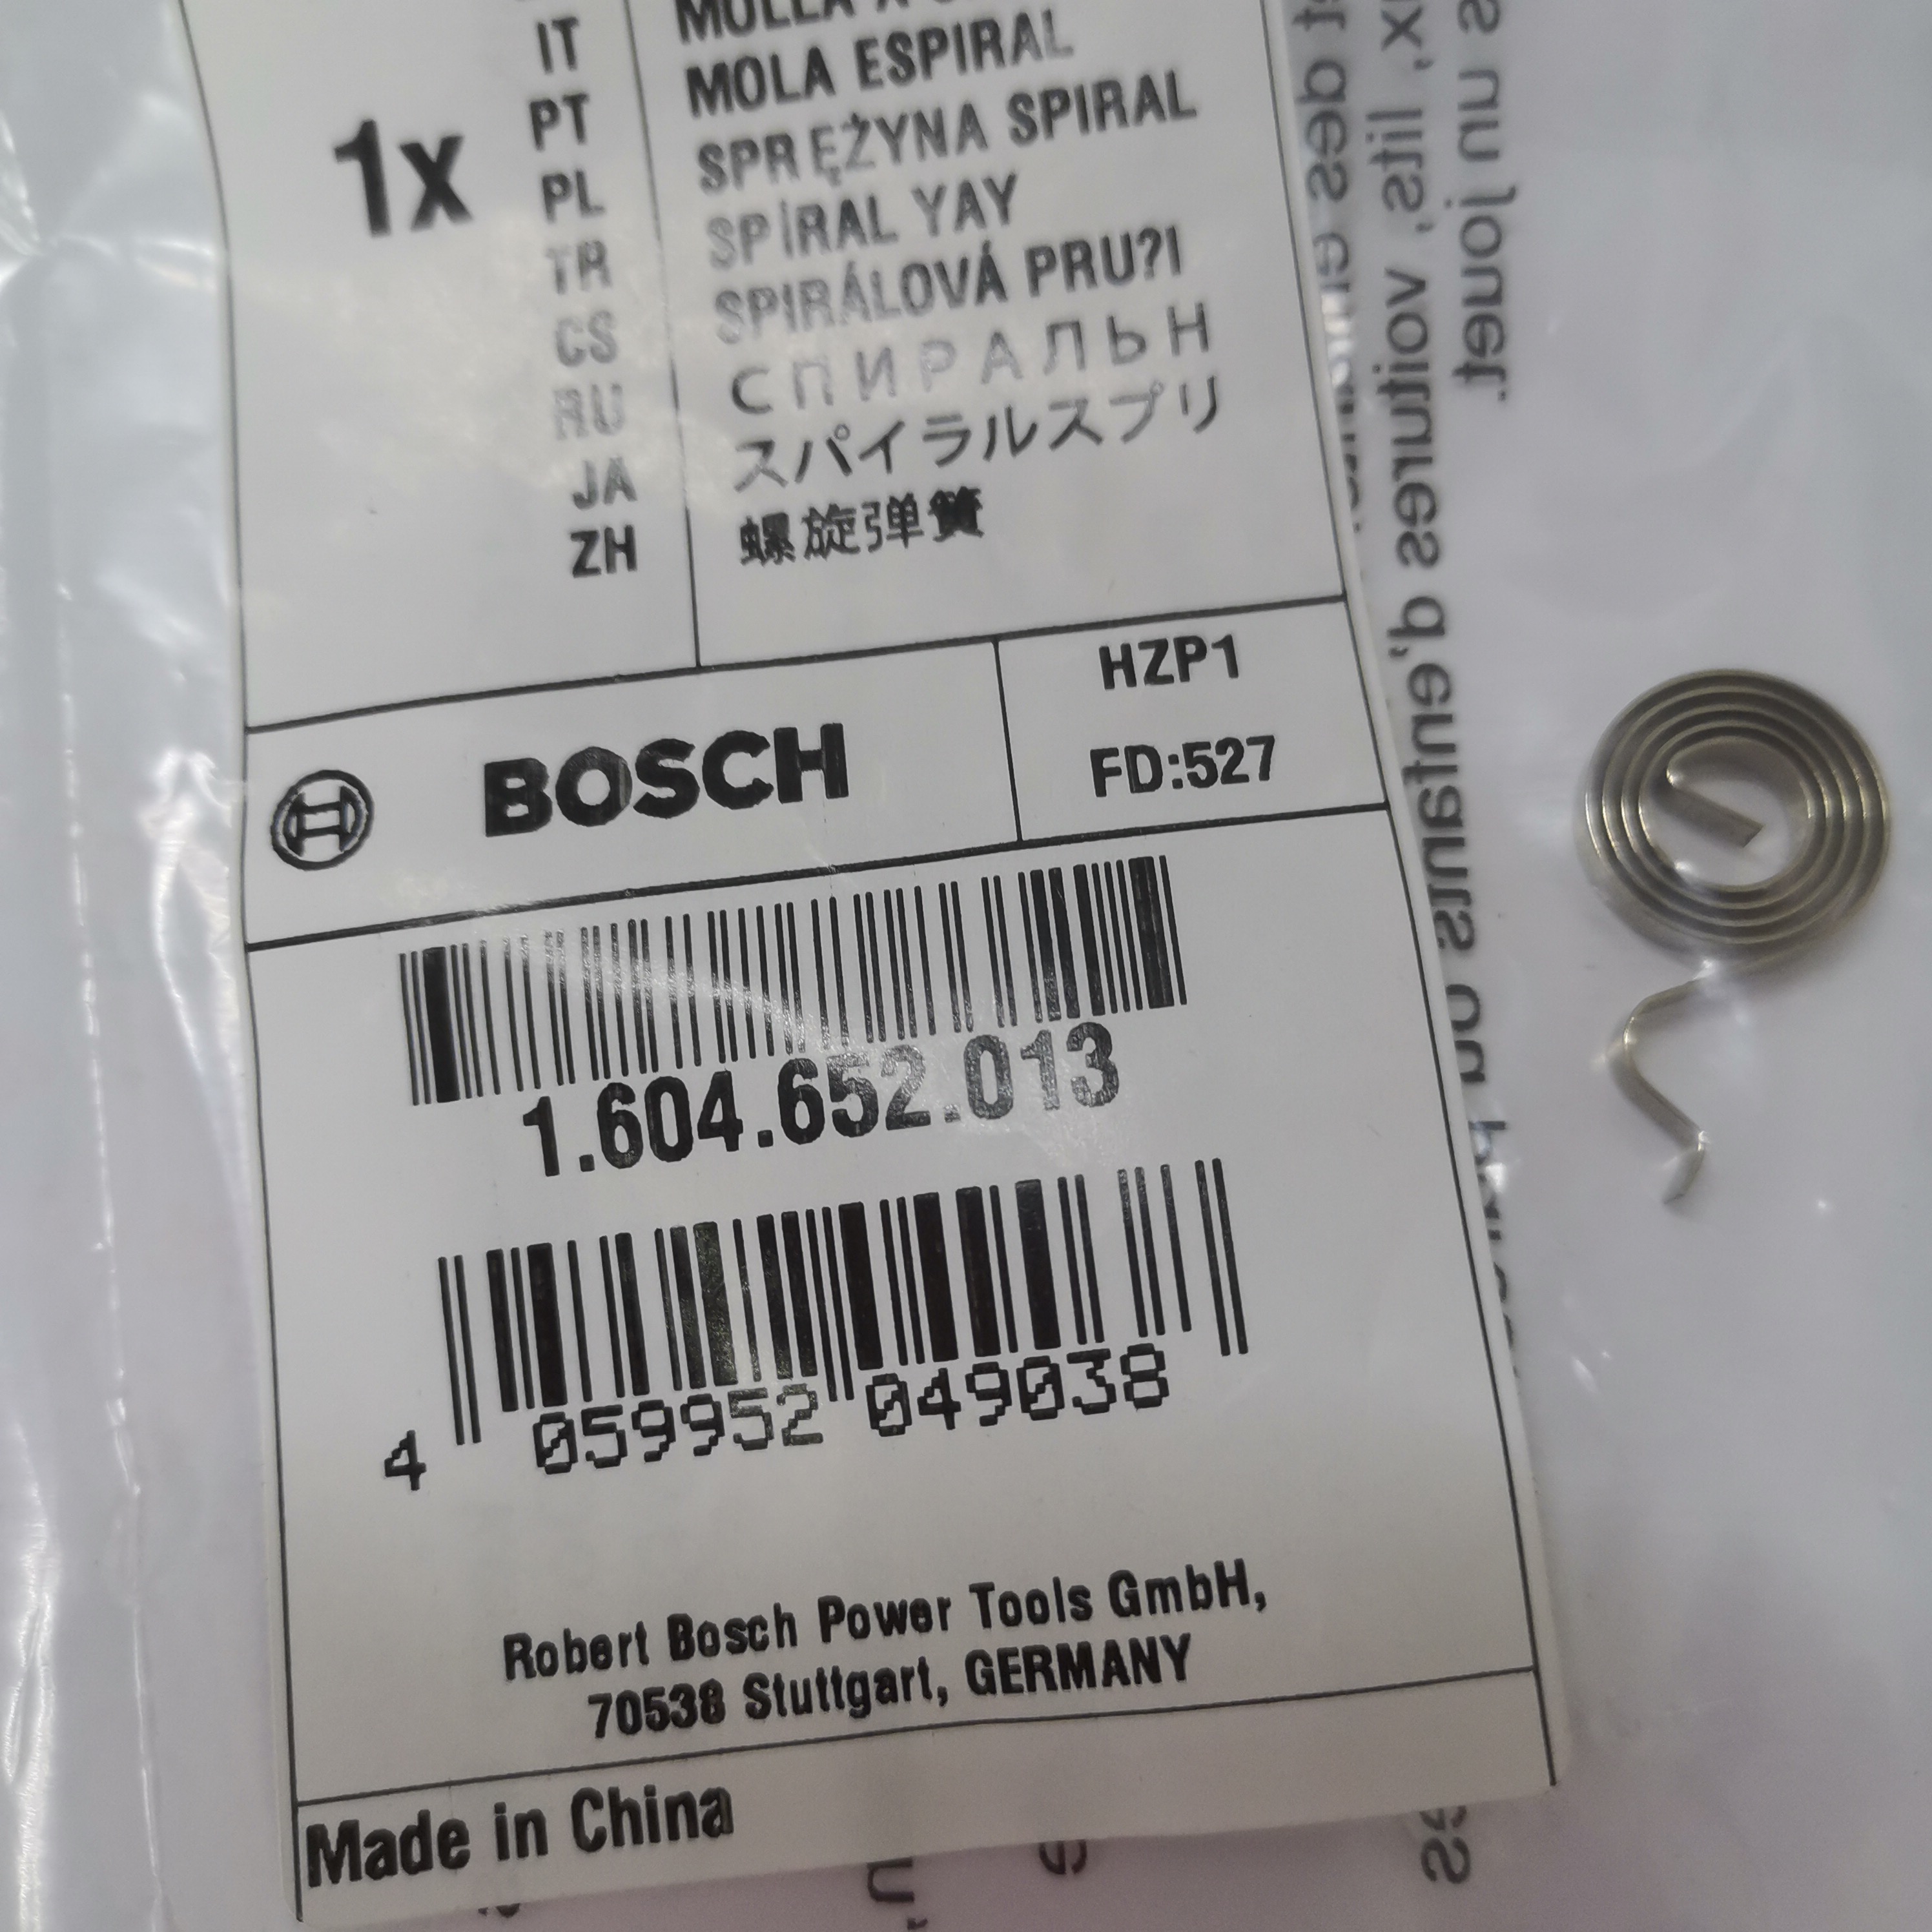 IT
1x
PT MOLA ESPIRAL
PL SPRĘŻYNA SPIRAL
TR SPİRAL YAY
CS SPIRÁLOVÁ PRU?I
RU СПИРАЛЬН
JA スパイラルスプリ
ZH 螺旋弹簧
BOSCH
HZP1
FD:527
1.604.652.013
4 059952 049038
Robert Bosch Power Tools GmbH,
70538 Stuttgart, GERMANY
Made in China